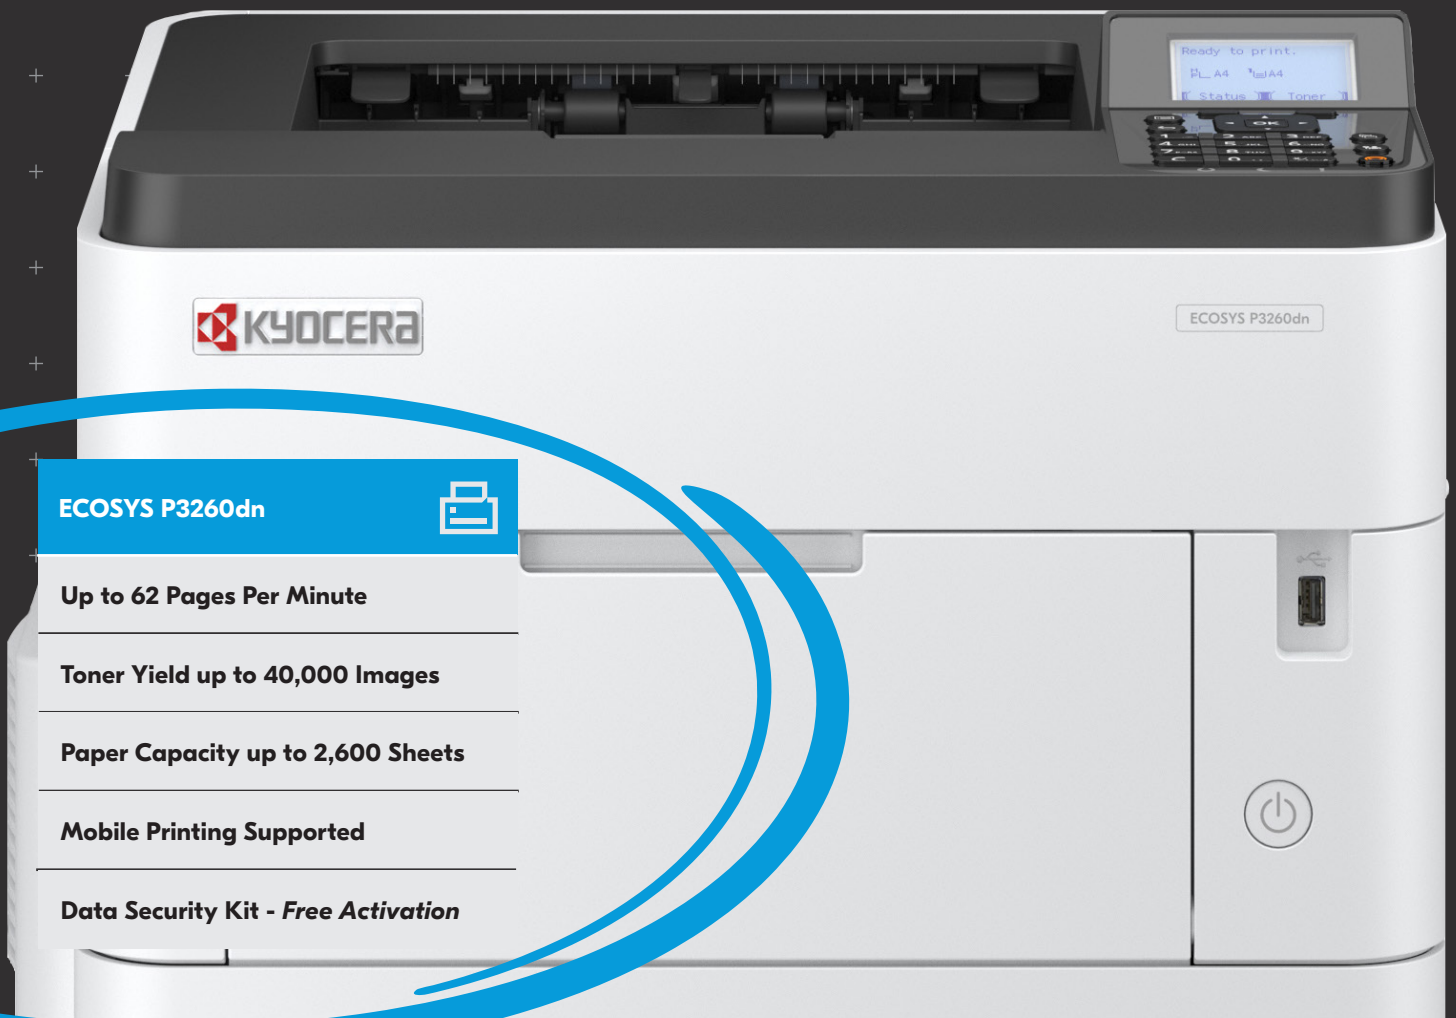 Ready to print.
A4 A4
Status Toner
OK
KYOCERA
ECOSYS P3260dn
ECOSYS P3260dn
Up to 62 Pages Per Minute
Toner Yield up to 40,000 Images
Paper Capacity up to 2,600 Sheets
Mobile Printing Supported
Data Security Kit - Free Activation